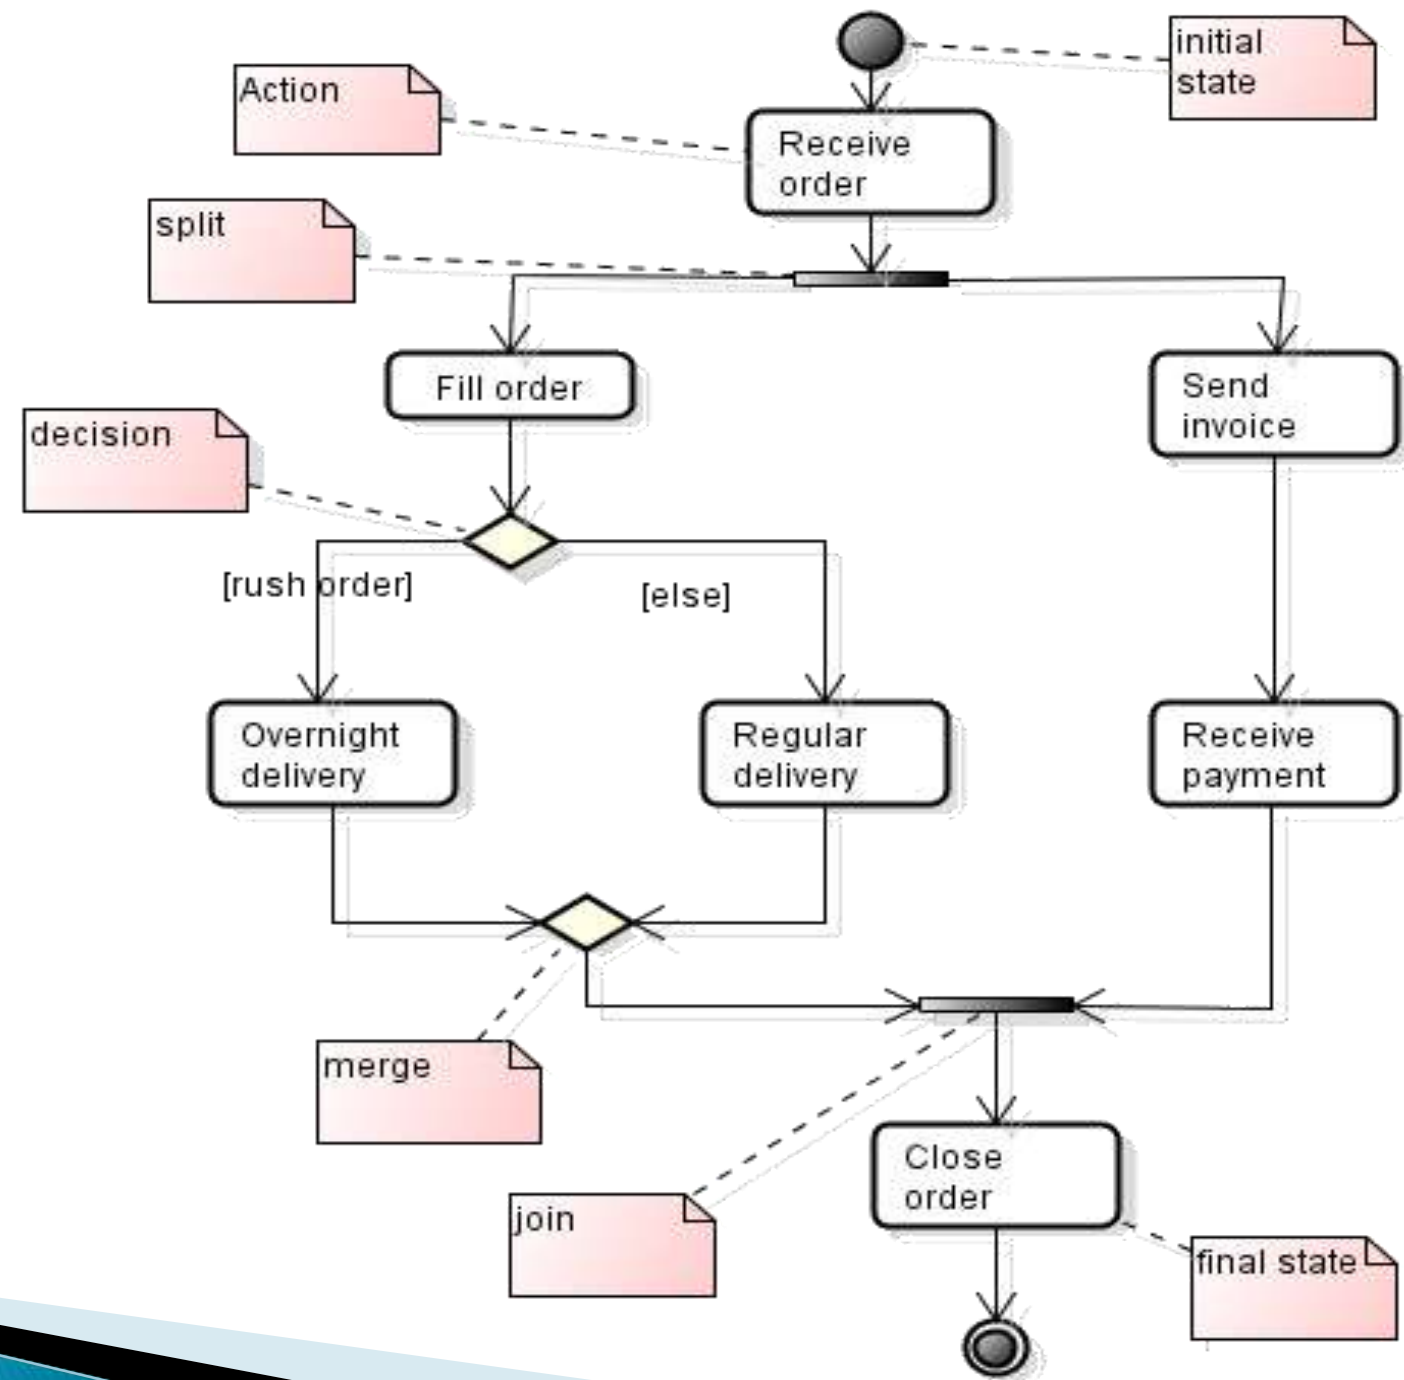 initial
state
Action
Receive
order
split
Fill order
Send
invoice
decision
[rush order]
[else]
Overnight
delivery
Regular
delivery
Receive
payment
merge
Close
order
join
final state